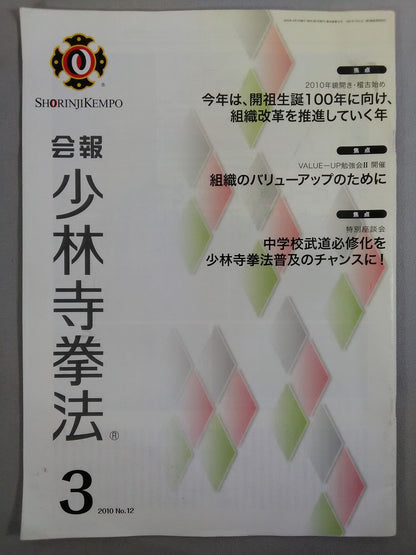 SHORINJI KEMPO
会報
少林寺拳法
3
2010 No.12
焦点
2010年鏡開き・稽古始め
今年は、開祖生誕100年に向け、
組織改革を推進していく年
焦点
VALUE-UP勉強会Ⅱ 開催
組織のバリューアップのために
焦点
特別座談会
中学校武道必修化を
少林寺拳法普及のチャンスに!